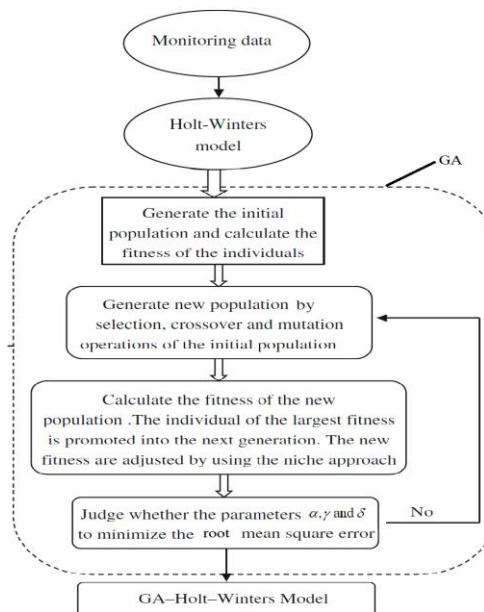 Monitoring data
Holt-Winters
model
GA
Generate the initial
population and calculate the
fitness of the individuals
Generate new population by
selection, crossover and mutation
operations of the initial population
Calculate the fitness of the new
population .The individual of the largest fitness
is promoted into the next generation. The new
fitness are adjusted by using the niche approach
Judge whether the parameters α,γ and δ
to minimize the root mean square error
No
GA–Holt–Winters Model